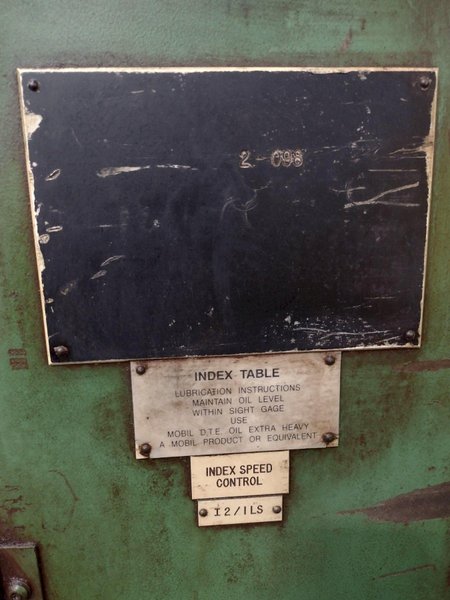 2-098
INDEX TABLE
LUBRICATION INSTRUCTIONS
MAINTAIN OIL LEVEL
WITHIN SIGHT GAGE
USE
MOBIL D.T.E. OIL EXTRA HEAVY
A MOBIL PRODUCT OR EQUIVALENT
INDEX SPEED
CONTROL
I2/1LS